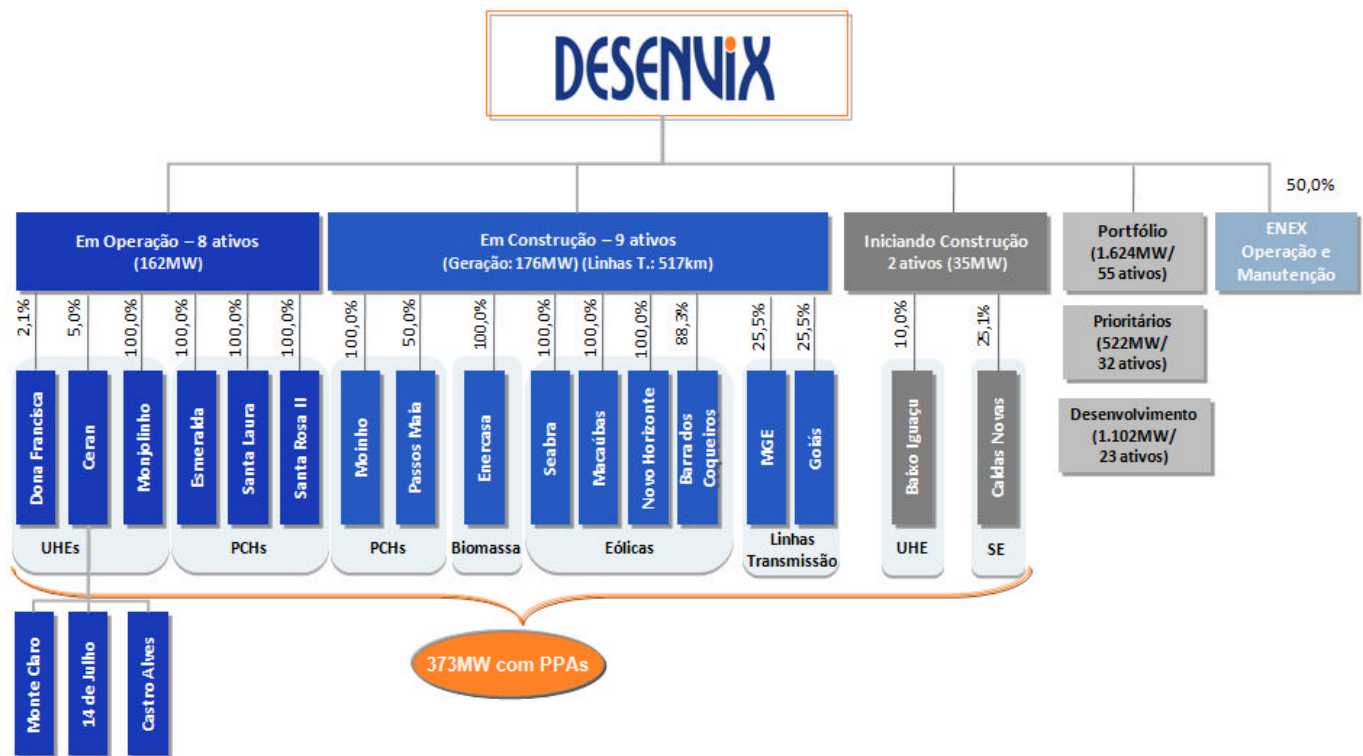 DESENVIX
50,0%
Em Operação – 8 ativos
(162MW)
Em Construção – 9 ativos
(Geração: 176MW) (Linhas T.: 517km)
Iniciando Construção
2 ativos (35MW)
Portfólio
(1.624MW/
55 ativos)
ENEX
Operação e
Manutenção
Prioritários
(522MW/
32 ativos)
Desenvolvimento
(1.102MW/
23 ativos)
2,1%
5,0%
100,0%
100,0%
100,0%
100,0%
100,0%
50,0%
100,0%
100,0%
100,0%
100,0%
88,3%
25,5%
25,5%
10,0%
25,1%
Dona Francisca
Ceran
Monjolinho
Esmeralda
Santa Laura
Santa Rosa II
Moinho
Passos Maia
Enercasa
Seabra
Macaúbas
Novo Horizonte
Barra dos
Coqueiros
MGE
Goiás
Baixo Iguaçu
Caldas Novas
UHEs
PCHs
PCHs
Biomassa
Eólicas
Linhas
Transmissão
UHE
SE
Monte Claro
14 de Julho
Castro Alves
373MW com PPAs